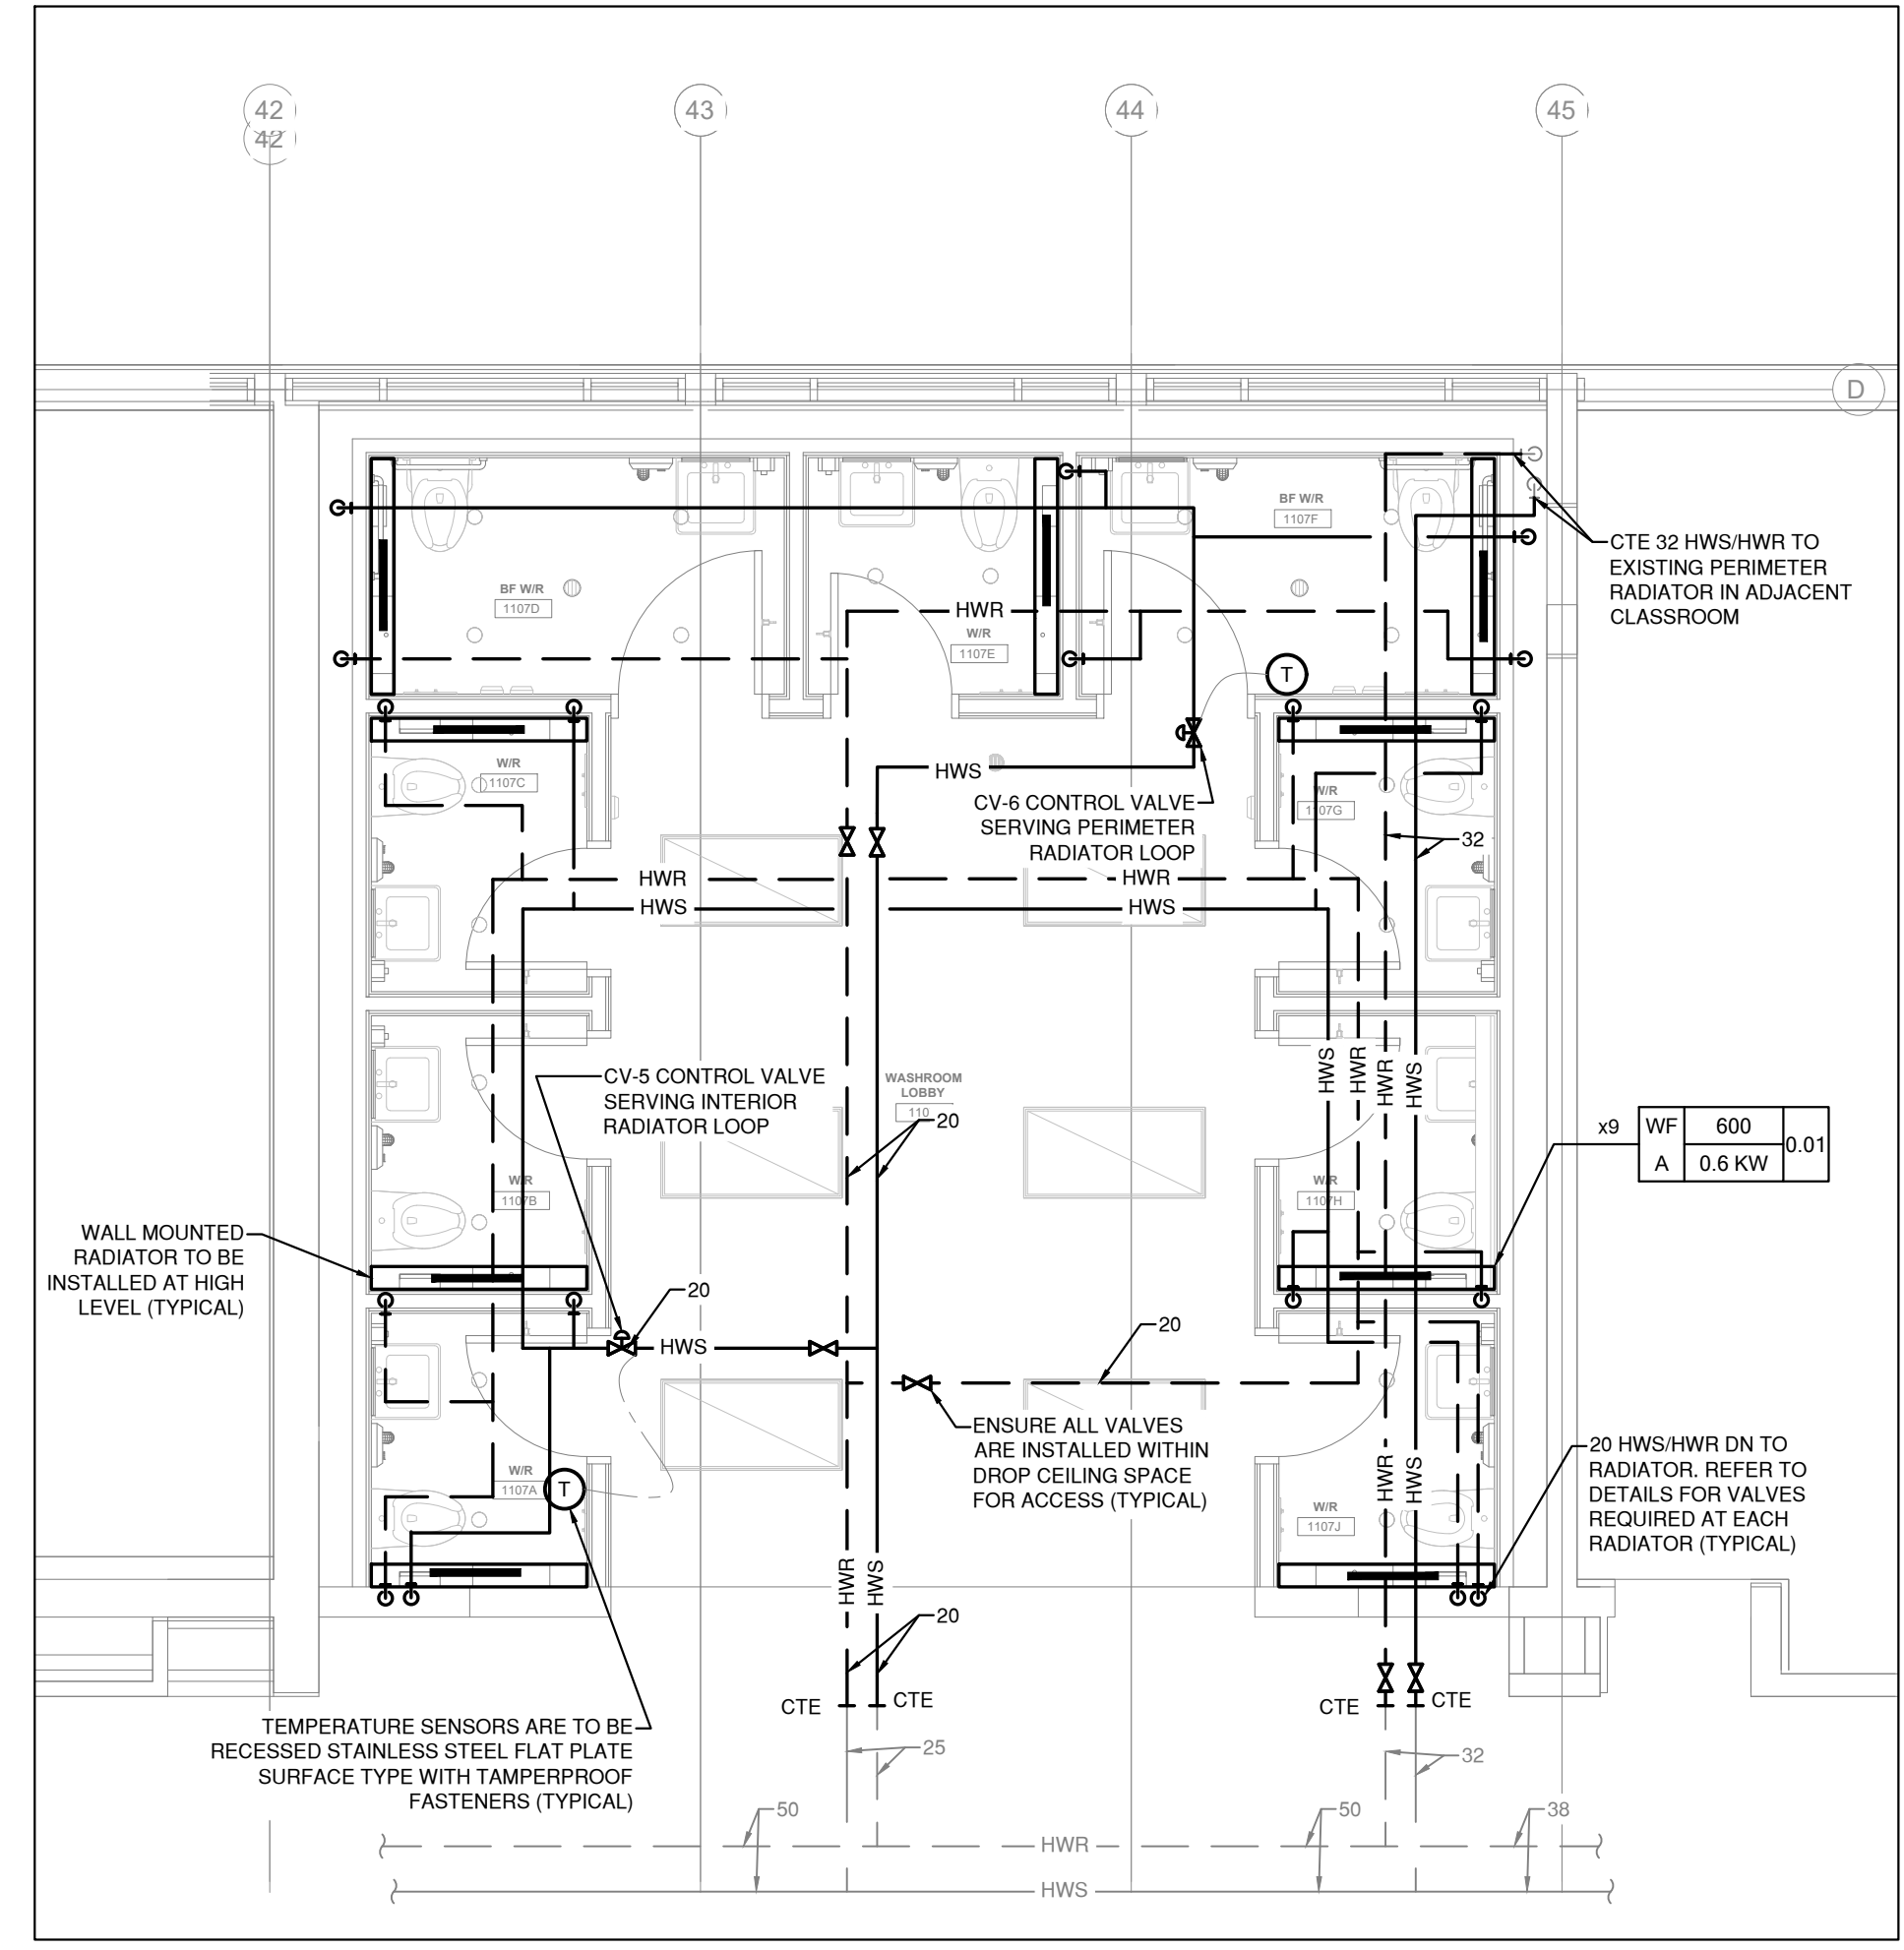 42
42
43
44
45
D
CTE 32 HWS/HWR TO
EXISTING PERIMETER
RADIATOR IN ADJACENT
CLASSROOM
BF W/R
1107D
W/R
1107E
BF W/R
1107F
HWR
T
W/R
1107C
HWS
CV-6 CONTROL VALVE
SERVING PERIMETER
RADIATOR LOOP
W/R
1107G
32
HWR
HWS
HWR
HWS
CV-5 CONTROL VALVE
SERVING INTERIOR
RADIATOR LOOP
WASHROOM
LOBBY
110
20
HWS
HWR
HWR
HWS
x9
WF
A
600
0.6 KW
0.01
W/R
1107B
W/R
1107H
WALL MOUNTED
RADIATOR TO BE
INSTALLED AT HIGH
LEVEL (TYPICAL)
20
HWS
20
ENSURE ALL VALVES
ARE INSTALLED WITHIN
DROP CEILING SPACE
FOR ACCESS (TYPICAL)
20 HWS/HWR DN TO
RADIATOR. REFER TO
DETAILS FOR VALVES
REQUIRED AT EACH
RADIATOR (TYPICAL)
W/R
1107A
T
W/R
1107J
HWR
HWS
HWR
HWS
20
CTE
CTE
CTE
CTE
TEMPERATURE SENSORS ARE TO BE
RECESSED STAINLESS STEEL FLAT PLATE
SURFACE TYPE WITH TAMPERPROOF
FASTENERS (TYPICAL)
25
32
50
50
38
HWR
HWS